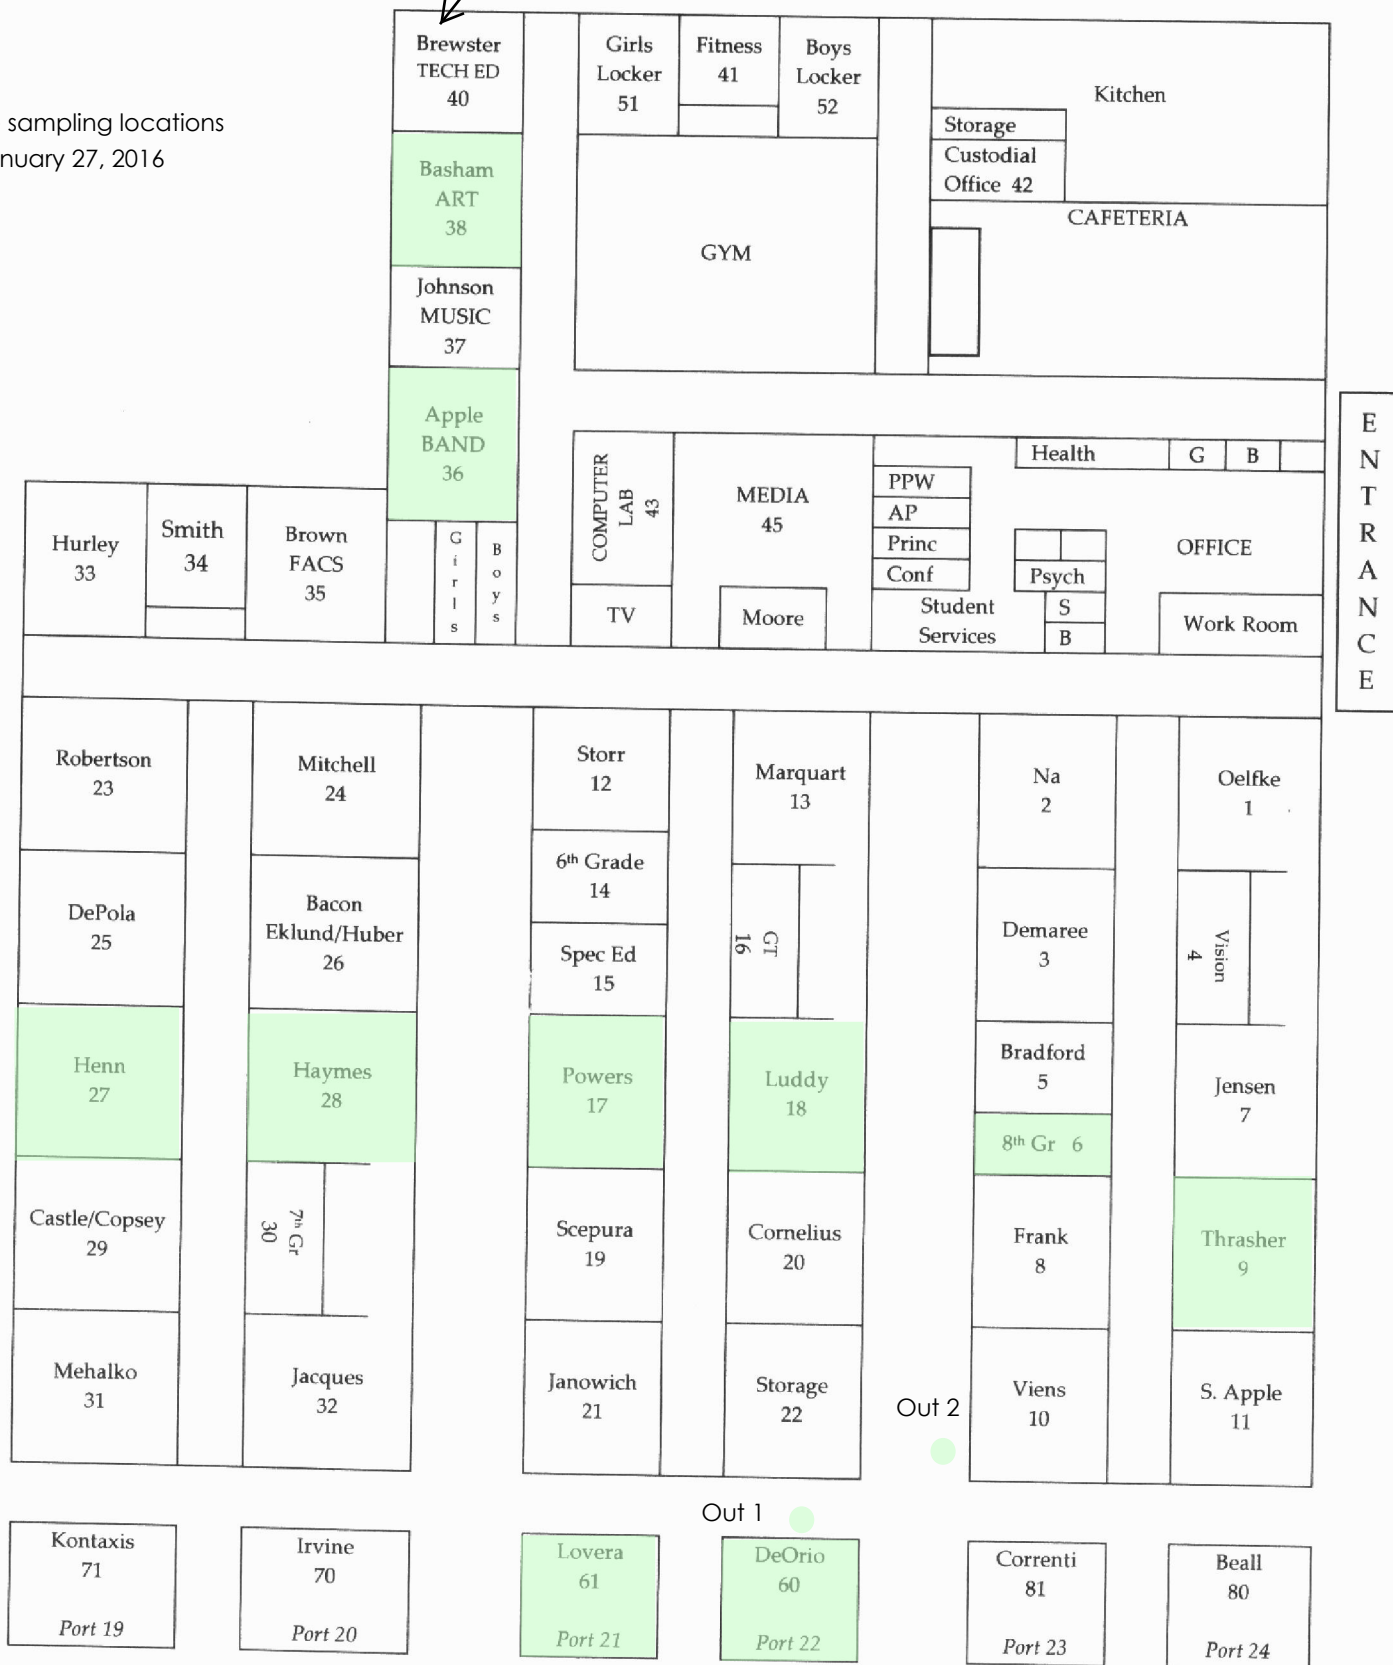 sampling locations
nuary 27, 2016
Brewster
TECH ED
40
Basham
ART
38
Johnson
MUSIC
37
Apple
BAND
36
Girls
Locker
51
Fitness
41
Boys
Locker
52
GYM
Kitchen
Storage
Custodial
Office 42
CAFETERIA
ENTRANCE
Hurley
33
Smith
34
Brown
FACS
35
Girls
Boys
COMPUTER
LAB
43
TV
MEDIA
45
Moore
PPW
AP
Princ
Conf
Student
Services
Health
G
B
Psych
S
B
OFFICE
Work Room
Robertson
23
DePola
25
Henn
27
Castle/Copsey
29
Mehalko
31
Mitchell
24
Bacon
Eklund/Huber
26
Haymes
28
7th Gr
30
Jacques
32
Storr
12
6th Grade
14
Spec Ed
15
Powers
17
Scepura
19
Janowich
21
Marquart
13
GT
16
Luddy
18
Cornelius
20
Storage
22
Na
2
Demaree
3
Bradford
5
8th Gr 6
Frank
8
Viens
10
Oelfke
1
Vision
4
Jensen
7
Thrasher
9
S. Apple
11
Out 2
Out 1
Kontaxis
71
Port 19
Irvine
70
Port 20
Lovera
61
Port 21
DeOrio
60
Port 22
Correnti
81
Port 23
Beall
80
Port 24